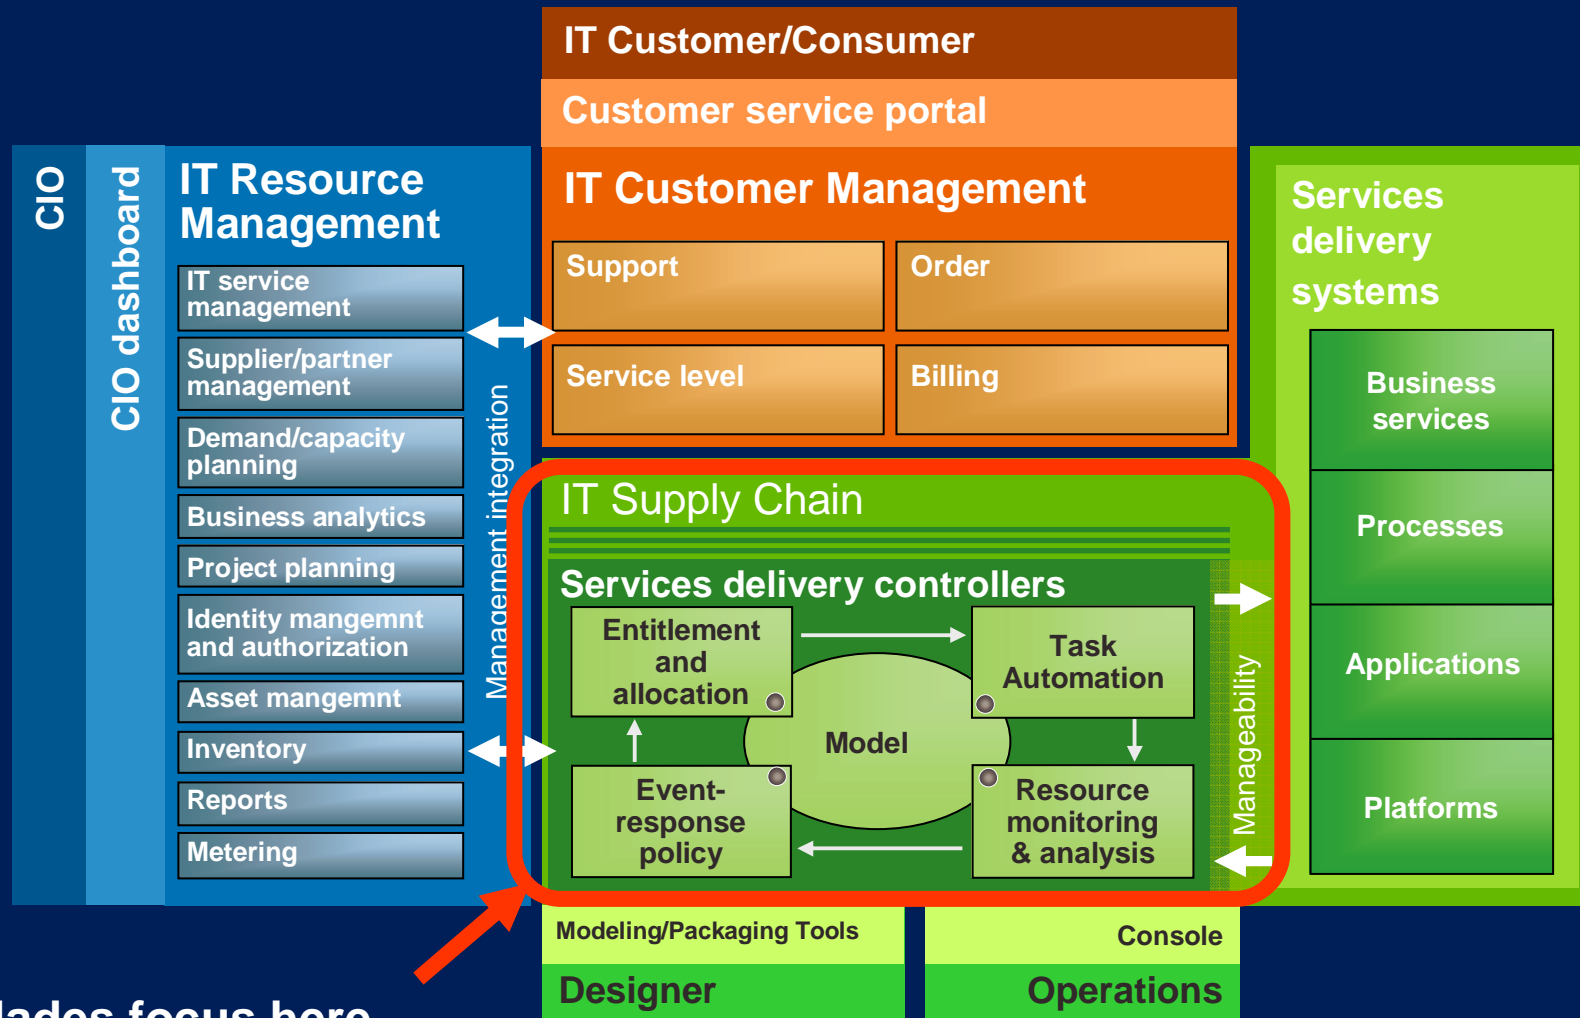 IT Customer/Consumer
Customer service portal
CIO
CIO dashboard
IT Resource
Management
IT service
management
Supplier/partner
management
Demand/capacity
planning
Business analytics
Project planning
Identity mangemnt
and authorization
Asset mangemnt
Inventory
Reports
Metering
Management integration
IT Customer Management
Support
Order
Service level
Billing
IT Supply Chain
Services delivery controllers
Entitlement
and
allocation
Task
Automation
Model
Event-
response
policy
Resource
monitoring
& analysis
Manageability
Services
delivery
systems
Business
services
Processes
Applications
Platforms
Modeling/Packaging Tools
Console
Designer
Operations
focus here